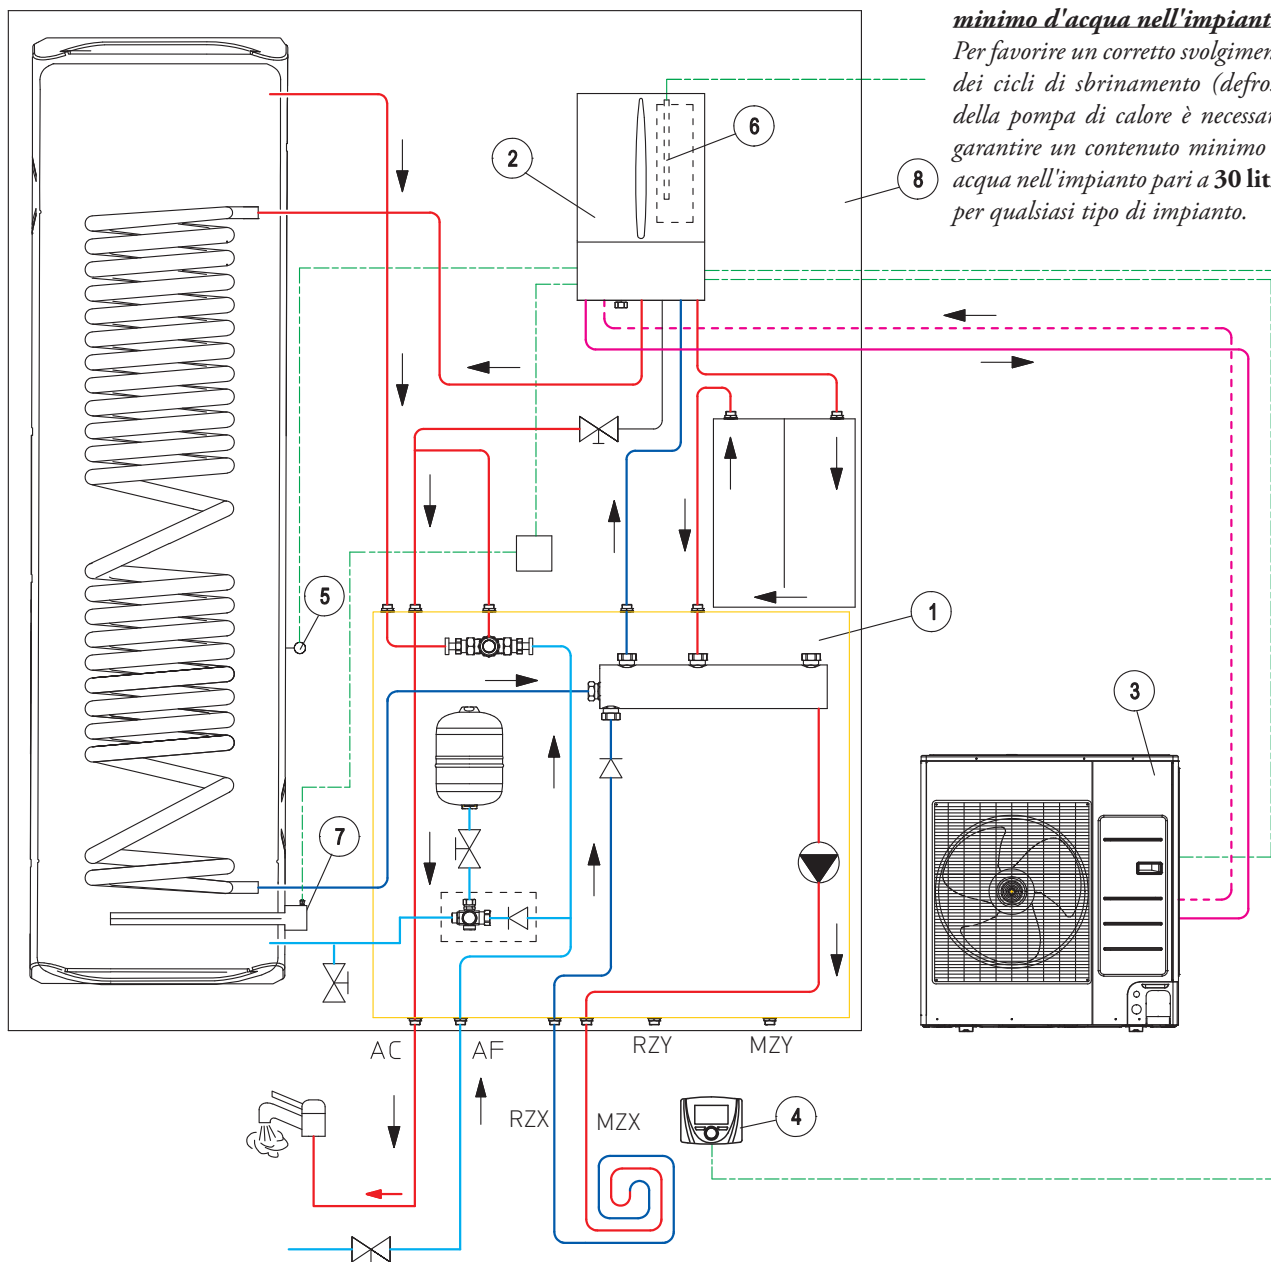 minimo d'acqua nell'impiant
Per favorire un corretto svolgimen
dei cicli di sbrinamento (defro
della pompa di calore è necessar
garantire un contenuto minimo
acqua nell'impianto pari a 30 lit
per qualsiasi tipo di impianto.
6
2
8
5
1
3
7
AC
AF
RZY
MZY
RZX
MZX
4